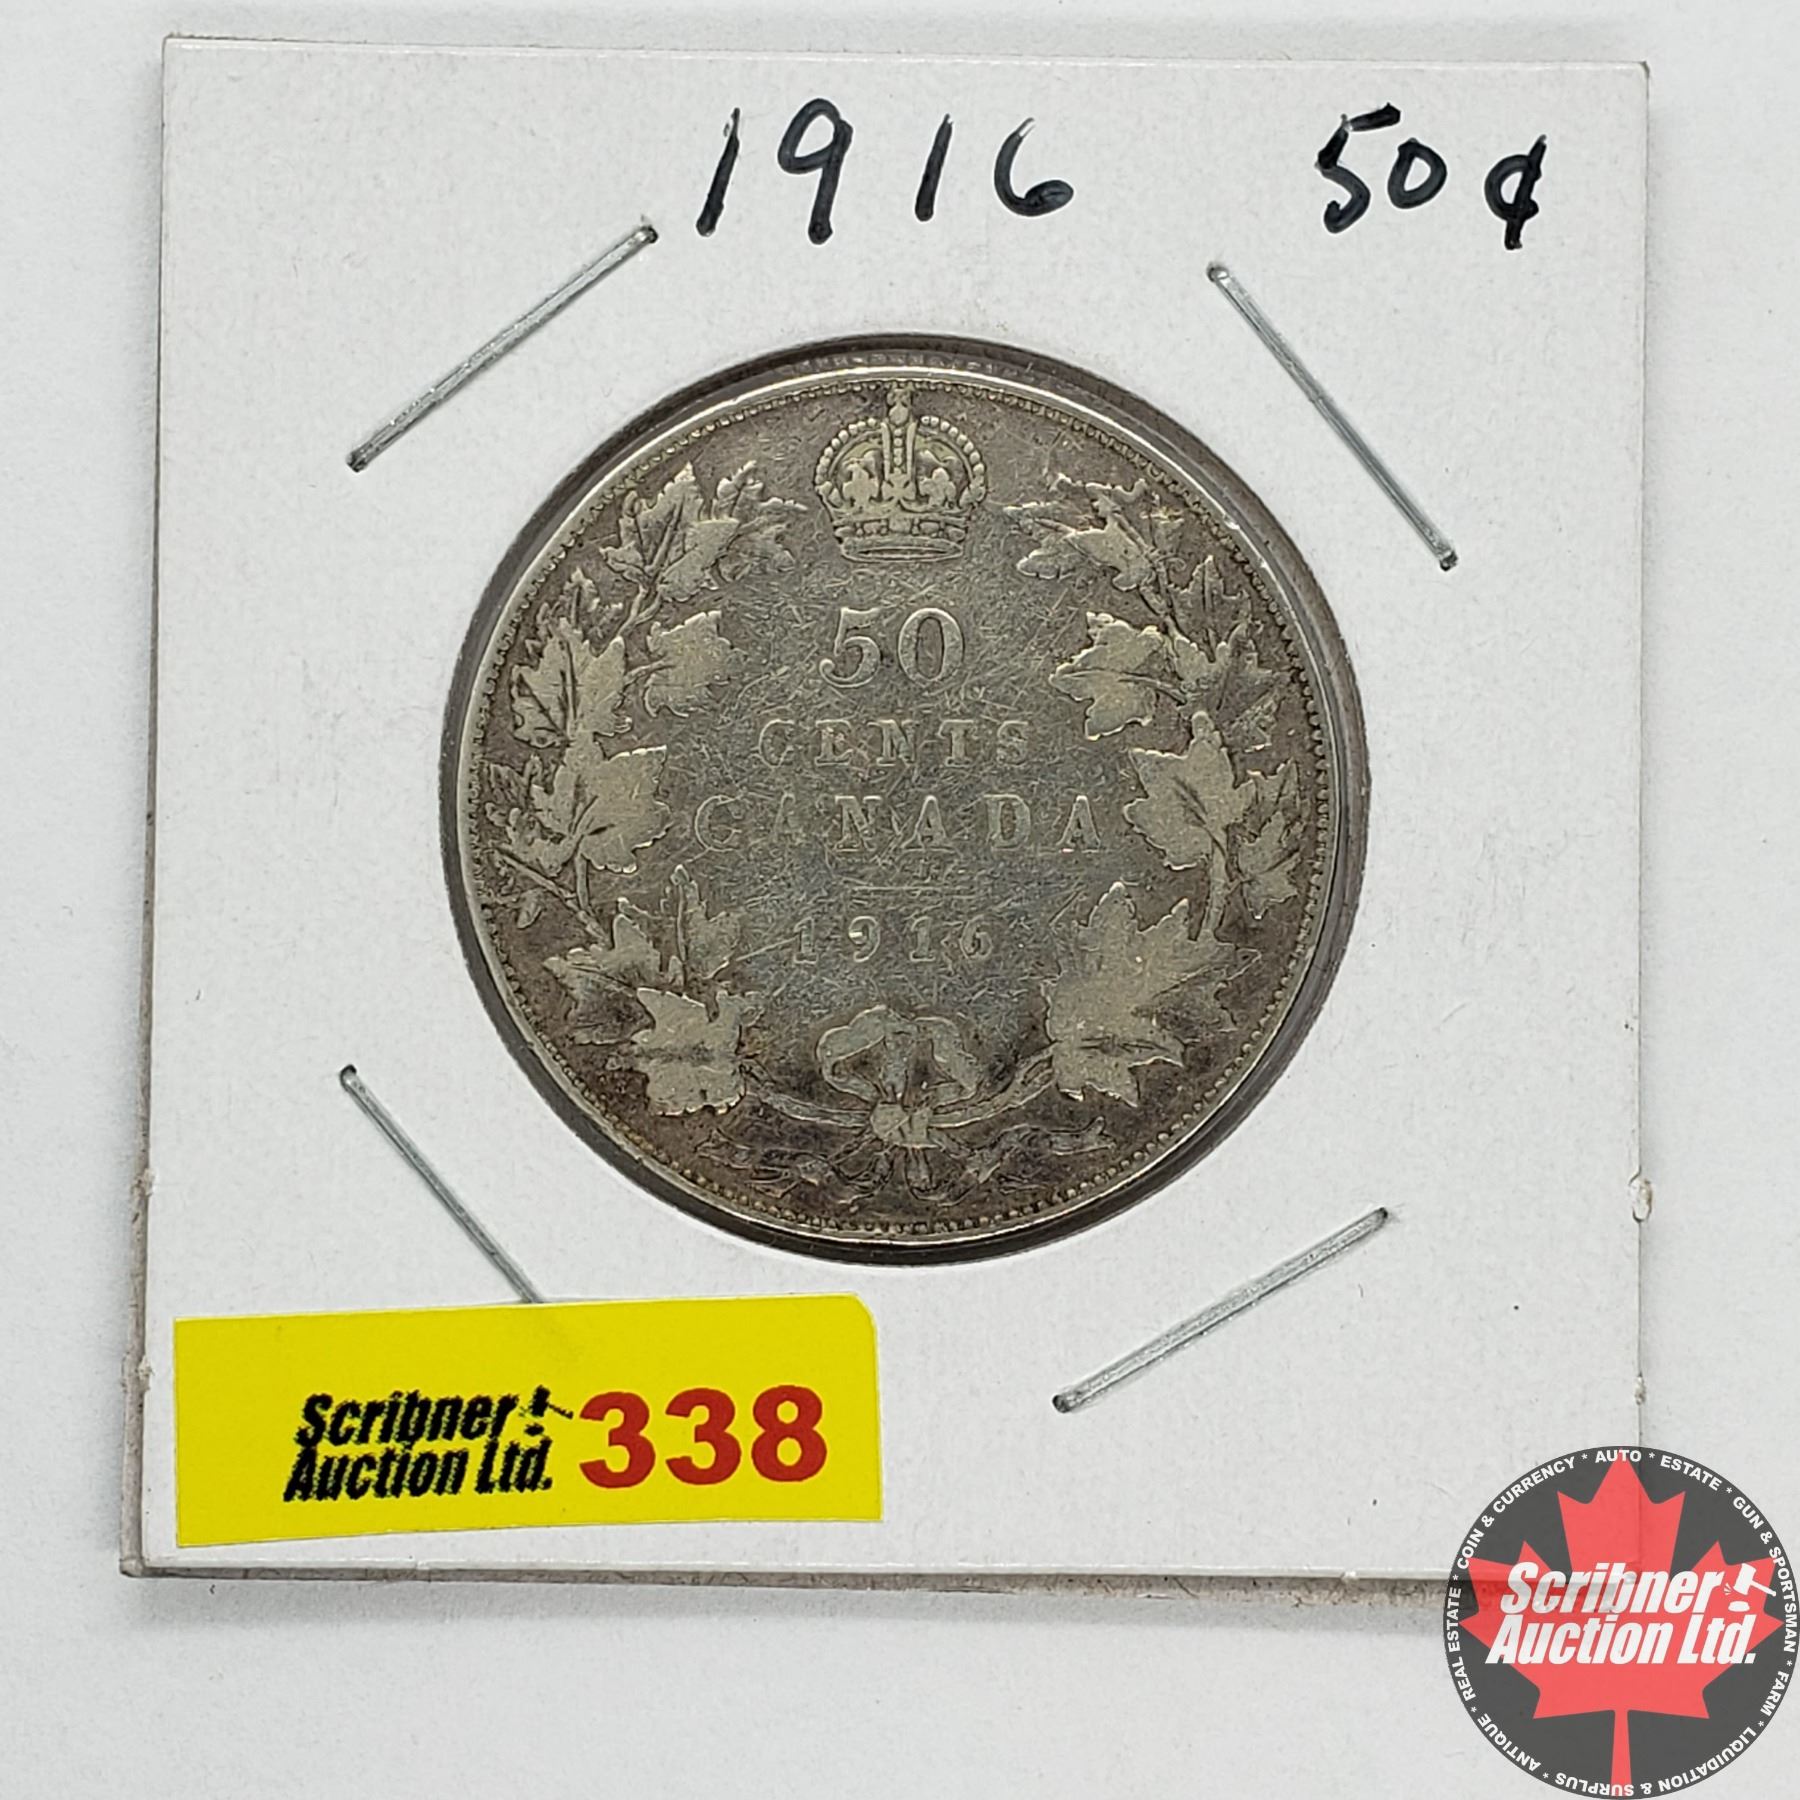 1916 50¢
50
CENTS
CANADA
1916
Scribner
Auction Ltd.
338
* COIN & CURRENCY * AUTO * ESTATE * GUN & SPORTSMAN * FARM * LIQUIDATION & SURPLUS * ANTIQUE * REAL ESTATE
Scribner
Auction Ltd.